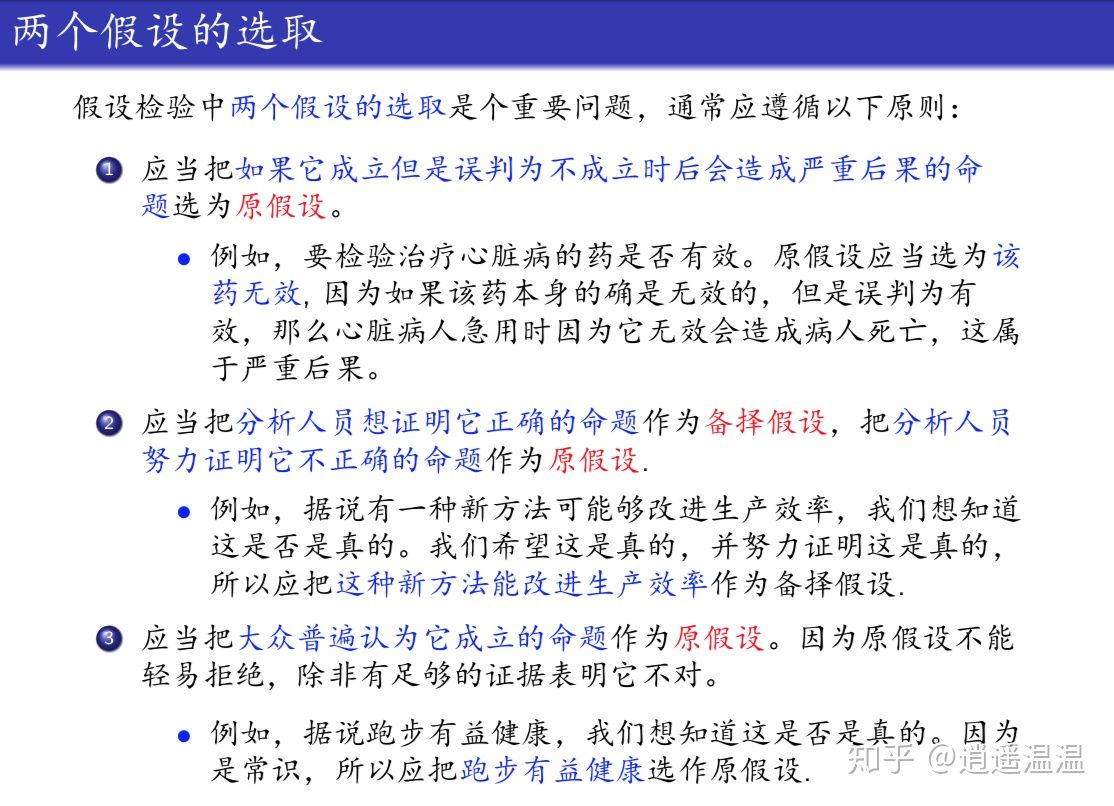 两个假设的选取
假设检验中两个假设的选取是个重要问题，通常应遵循以下原则：
1 应当把如果它成立但是误判为不成立时后会造成严重后果的命
题选为原假设。
• 例如，要检验治疗心脏病的药是否有效。原假设应当选为该
药无效, 因为如果该药本身的确是无效的，但是误判为有
效，那么心脏病人急用时因为它无效会造成病人死亡，这属
于严重后果。
2 应当把分析人员想证明它正确的命题作为备择假设，把分析人员
努力证明它不正确的命题作为原假设.
• 例如，据说有一种新方法可能够改进生产效率，我们想知道
这是否是真的。我们希望这是真的，并努力证明这是真的，
所以应把这种新方法能改进生产效率作为备择假设.
3 应当把大众普遍认为它成立的命题作为原假设。因为原假设不能
轻易拒绝，除非有足够的证据表明它不对。
• 例如，据说跑步有益健康，我们想知道这是否是真的。因为
是常识，所以应把跑步有益健康选作原假设.
知乎 @逍遥温温